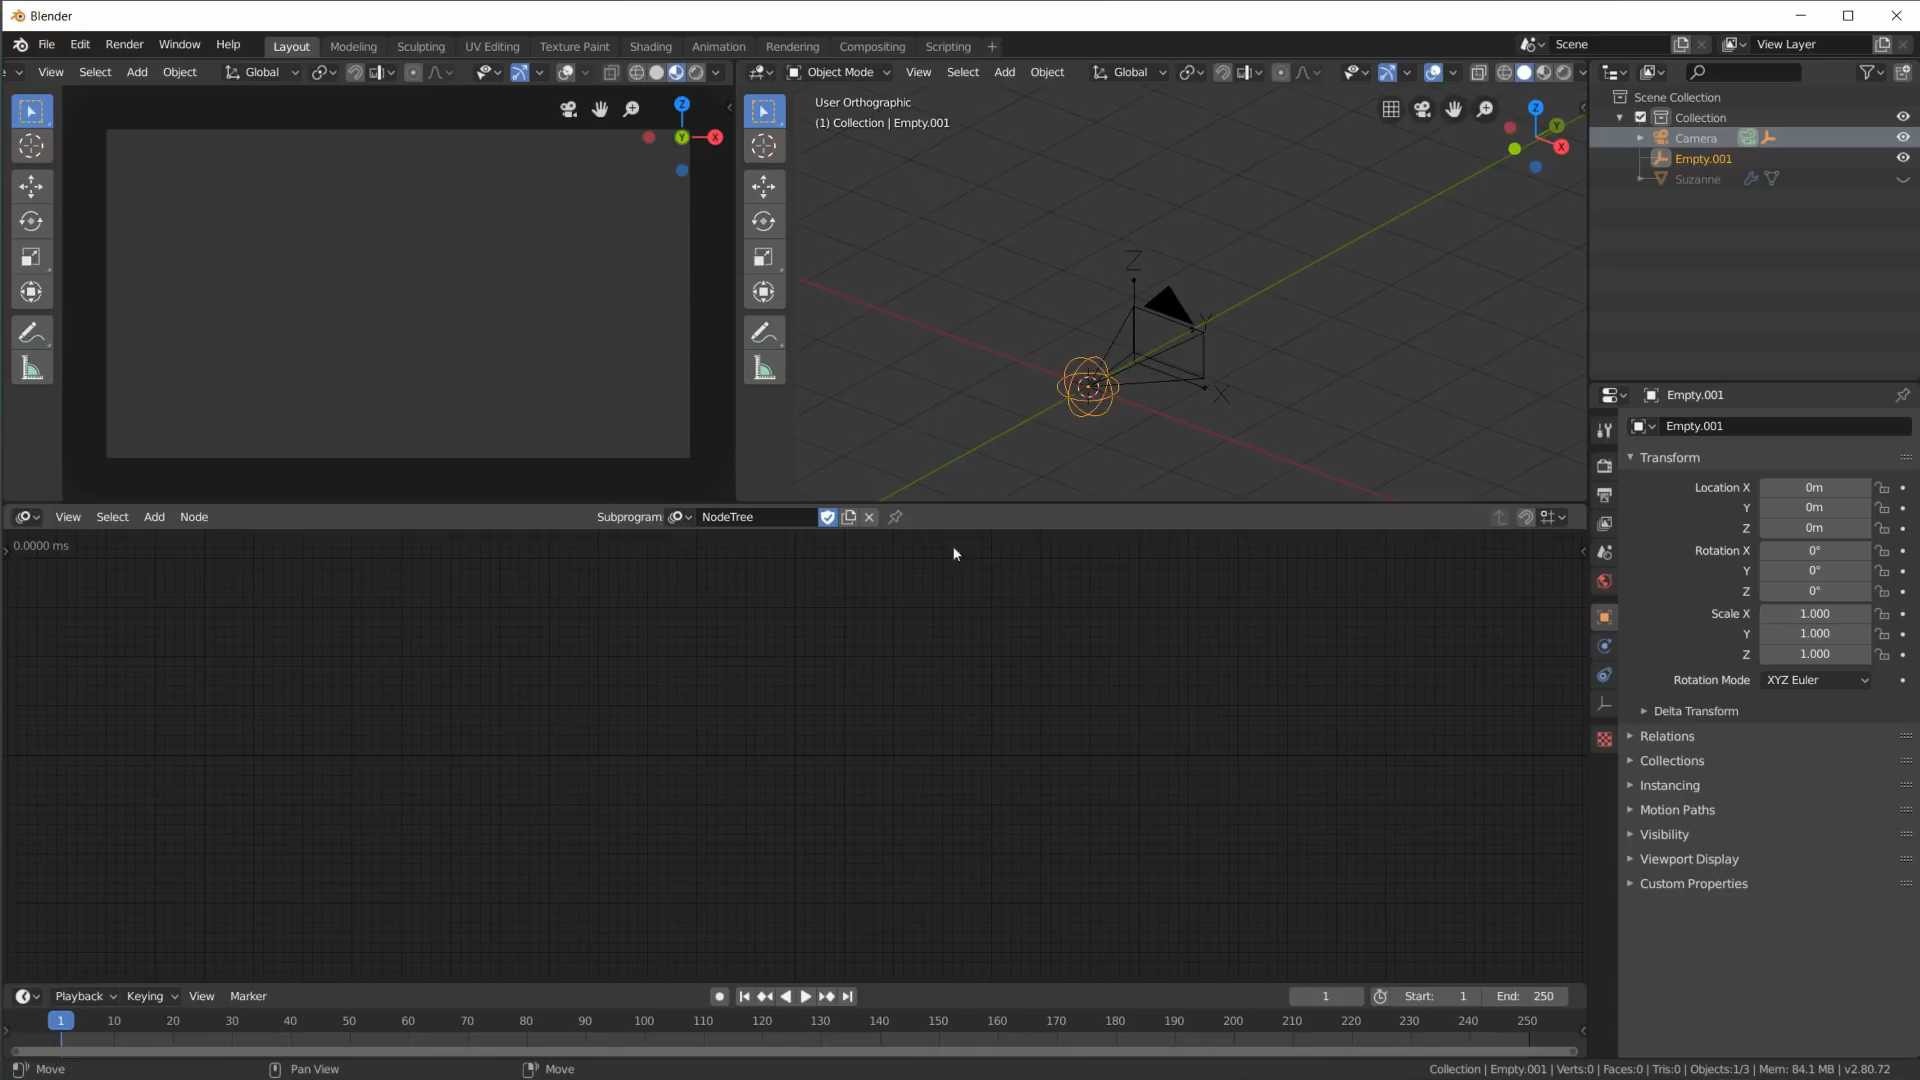 Blender
File Edit Render Window Help Layout Modeling Sculpting UV Editing Texture Paint Shading Animation Rendering Compositing Scripting + Scene View Layer
View Select Add Object Global Object Mode View Select Add Object Global
User Orthographic
(1) Collection | Empty.001
Z
Y
X
Z
Y
X
Z
Y
X
Scene Collection
Collection
Camera
Empty.001
Suzanne
Empty.001
Empty.001
Transform
Location X 0m
Y 0m
Z 0m
Rotation X 0°
Y 0°
Z 0°
Scale X 1.000
Y 1.000
Z 1.000
Rotation Mode XYZ Euler
Delta Transform
Relations
Collections
Instancing
Motion Paths
Visibility
Viewport Display
Custom Properties
View Select Add Node Subprogram NodeTree
0.0000 ms
Playback Keying View Marker 1 Start: 1 End: 250
1 10 20 30 40 50 60 70 80 90 100 110 120 130 140 150 160 170 180 190 200 210 220 230 240 250
Move Pan View Move Collection | Empty.001 | Verts:0 | Faces:0 | Tris:0 | Objects:1/3 | Mem: 84.1 MB | v2.80.72